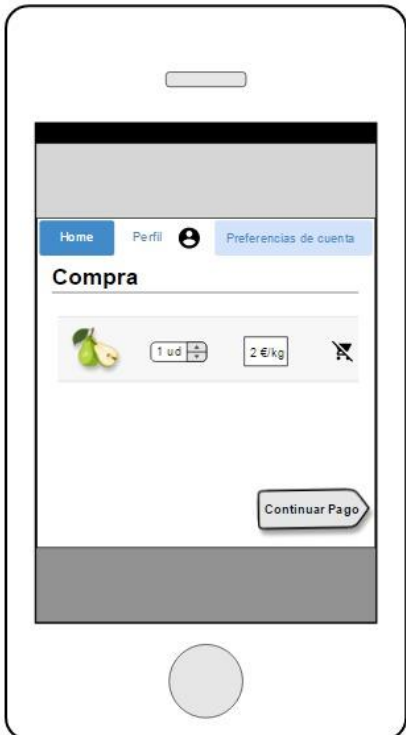 Home Perfil Preferencias de cuenta
Compra
1 ud 2 €/kg
Continuar Pago